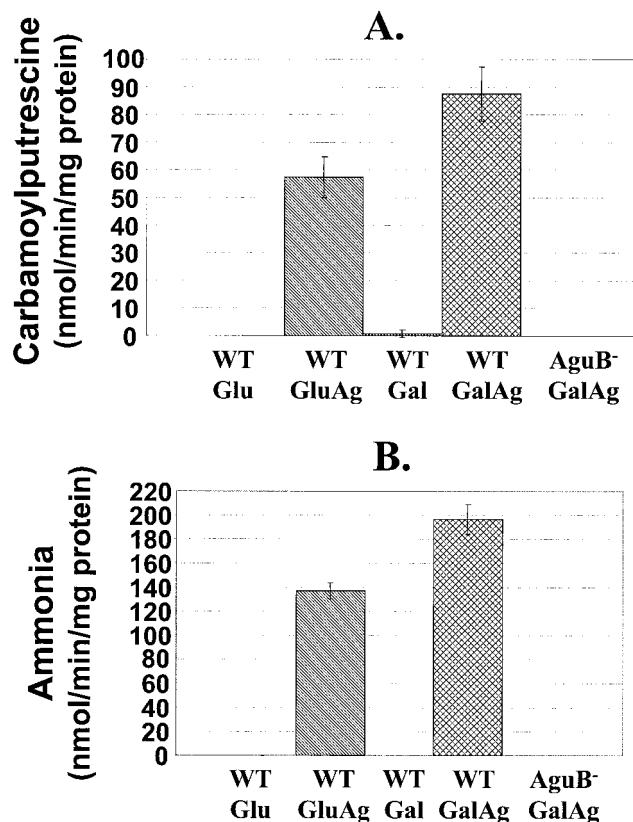 A.
Carbamoylputrescine
(nmol/min/mg protein)
100
90
80
70
60
50
40
30
20
10
0
WT WT WT WT AguB-
Glu GluAg Gal GalAg GalAg
B.
Ammonia
(nmol/min/mg protein)
220
200
180
160
140
120
100
80
60
40
20
0
WT WT WT WT AguB-
Glu GluAg Gal GalAg GalAg